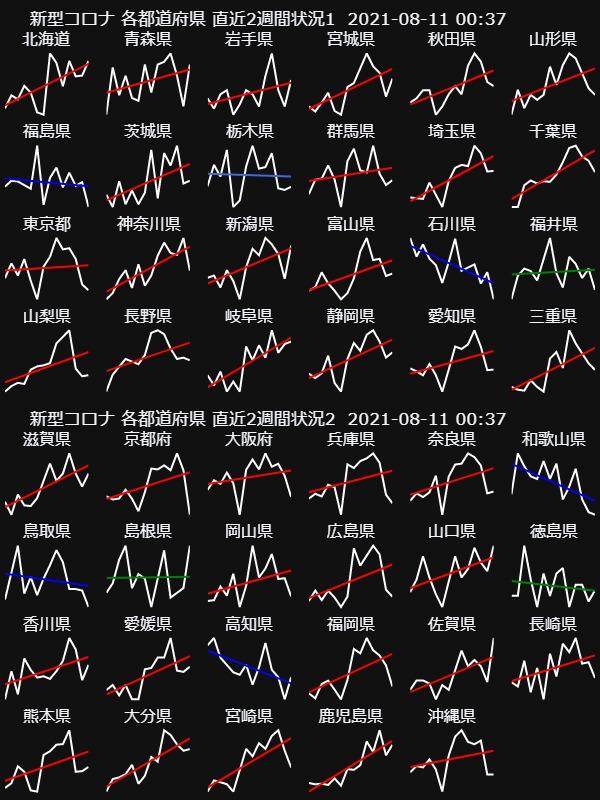 新型コロナ 各都道府県 直近2週間状況1 2021-08-11 00:37
北海道 青森県 岩手県 宮城県 秋田県 山形県
福島県 茨城県 栃木県 群馬県 埼玉県 千葉県
東京都 神奈川県 新潟県 富山県 石川県 福井県
山梨県 長野県 岐阜県 静岡県 愛知県 三重県
新型コロナ 各都道府県 直近2週間状況2 2021-08-11 00:37
滋賀県 京都府 大阪府 兵庫県 奈良県 和歌山県
鳥取県 島根県 岡山県 広島県 山口県 徳島県
香川県 愛媛県 高知県 福岡県 佐賀県 長崎県
熊本県 大分県 宮崎県 鹿児島県 沖縄県